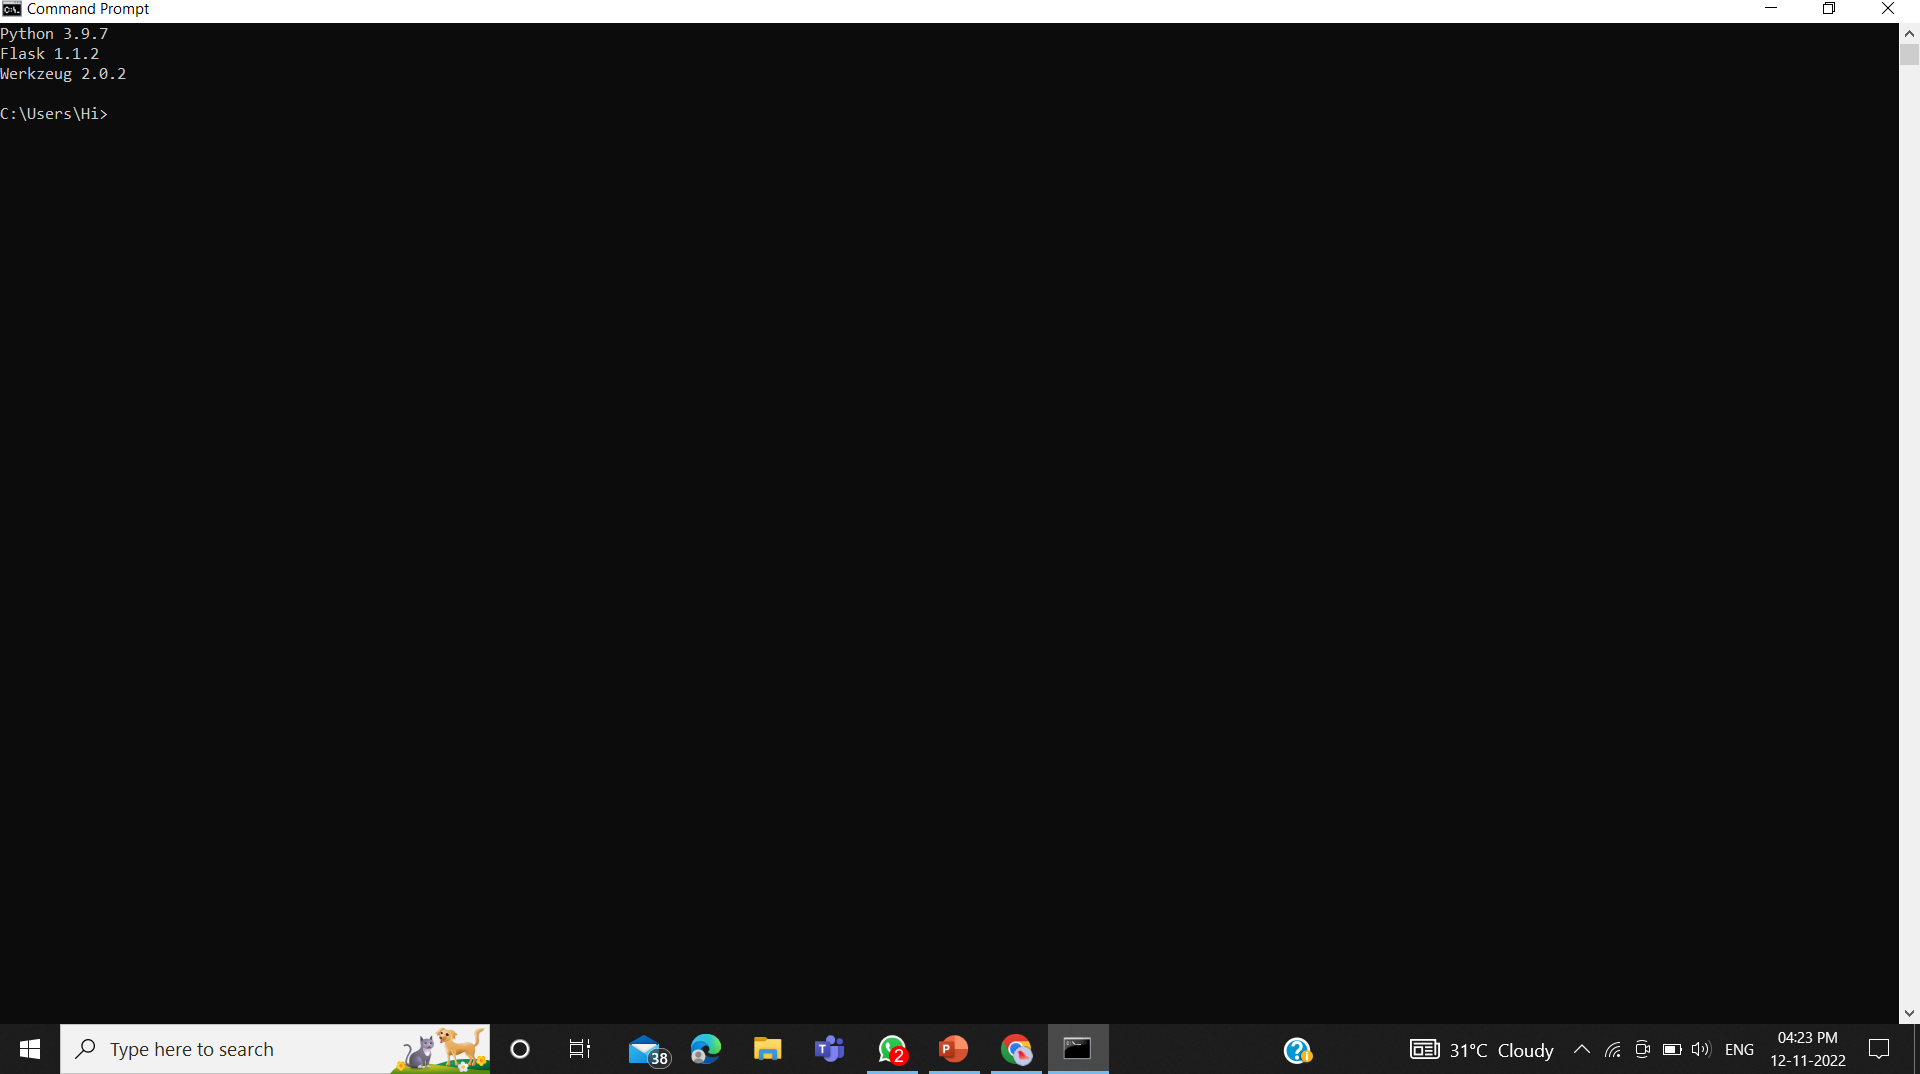 Command Prompt
Python 3.9.7
Flask 1.1.2
Werkzeug 2.0.2
C:\Users\Hi>
Type here to search
38
2
31°C Cloudy
ENG
04:23 PM
12-11-2022